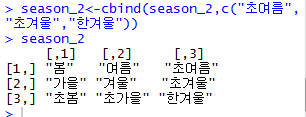 > season_2<-cbind(season_2,c("초여름",
"초겨울","한겨울"))
> season_2
[,1] [,2] [,3]
[1,] "봄" "여름" "초여름"
[2,] "가을" "겨울" "초겨울"
[3,] "초봄" "초가을" "한겨울"
>